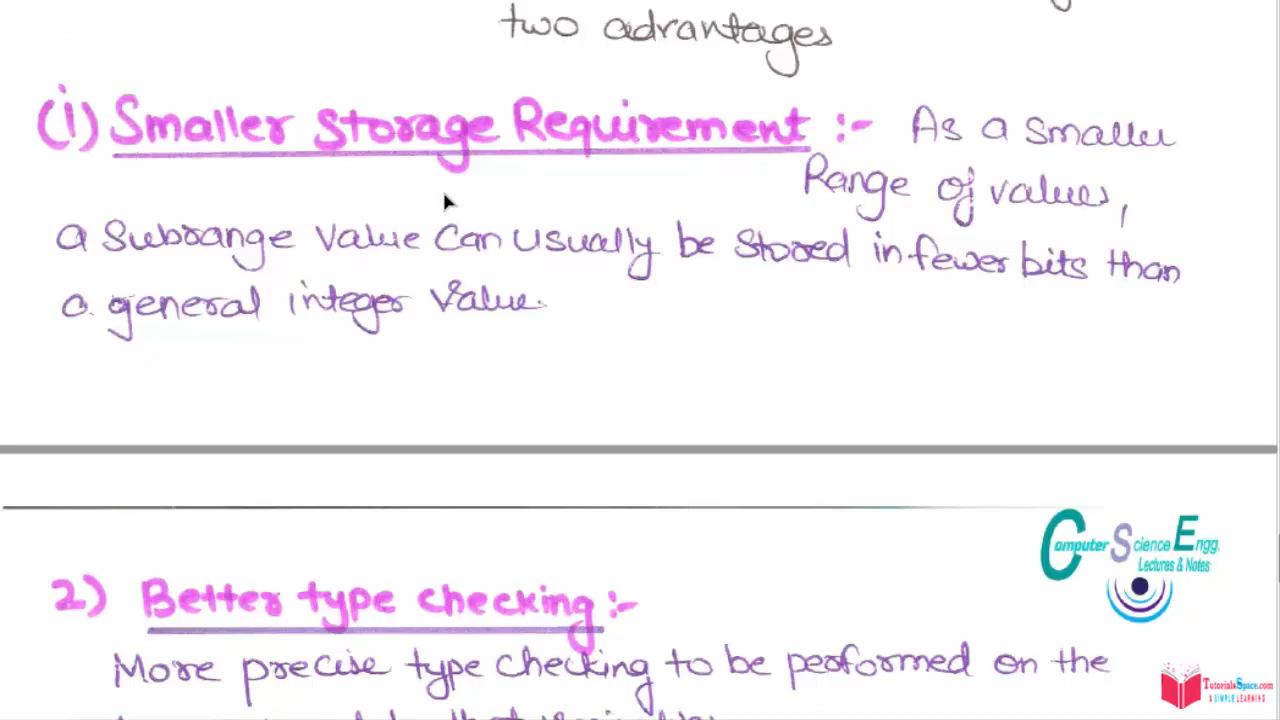 two advantages
(i) Smaller Storage Requirement :- As a smaller
Range of values,
a Subrange value can usually be stored in fewer bits than
a general integer value.
Computer Science Engg.
Lectures & Notes
2) Better type checking :-
More precise type checking to be performed on the
TutorialsSpace.com
A SIMPLE LEARNING